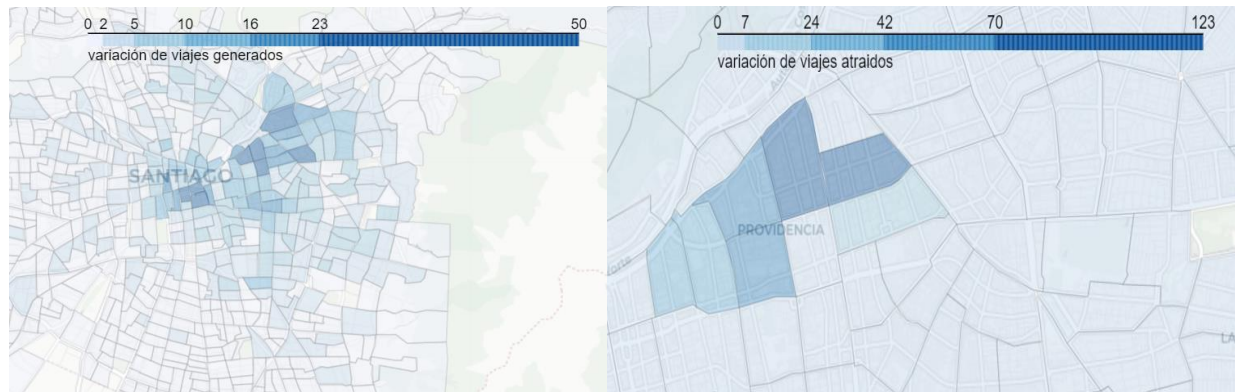 0 2 5 10 16 23 50
variación de viajes generados
SANTIAGO
0 7 24 42 70 123
variación de viajes atraidos
PROVIDENCIA
LA